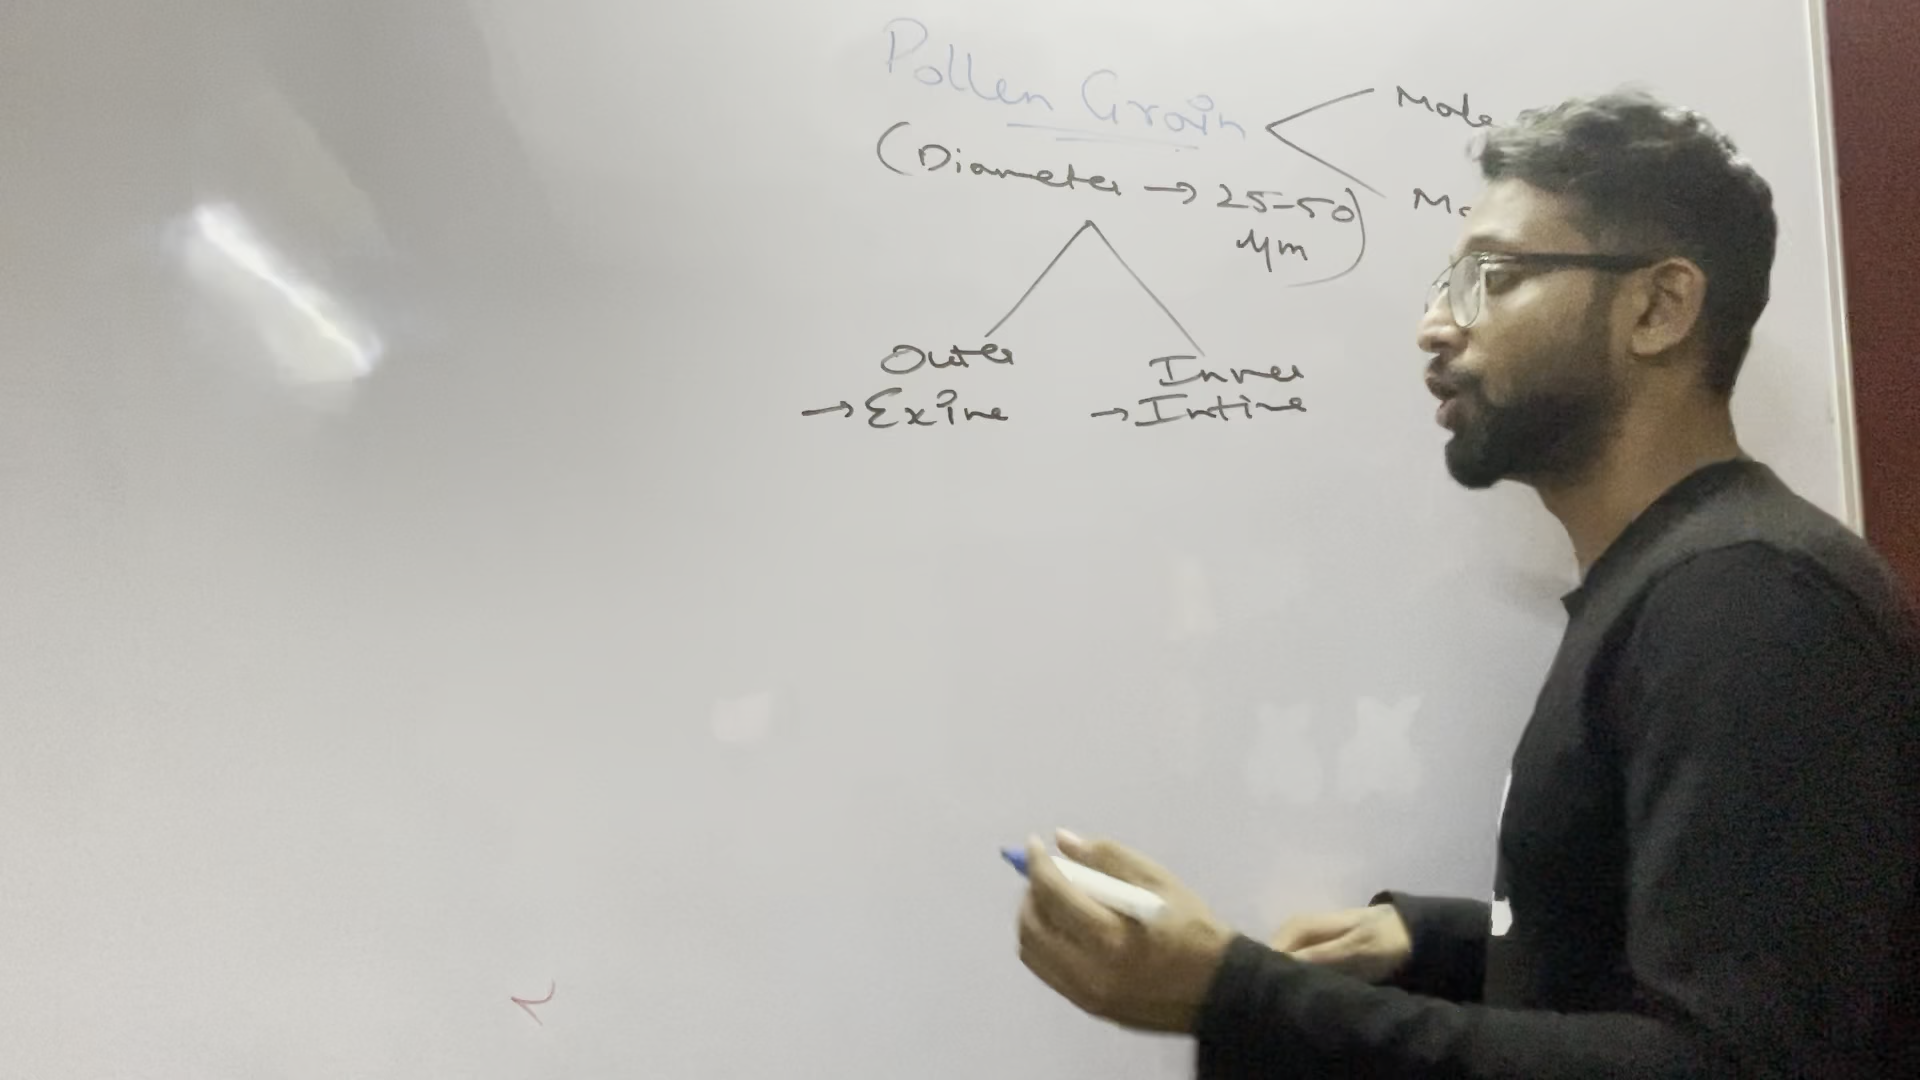 Pollen Grain
Male
(Diameter → 25-50
μm)
Outer
→ Exine
Inner
→ Intine